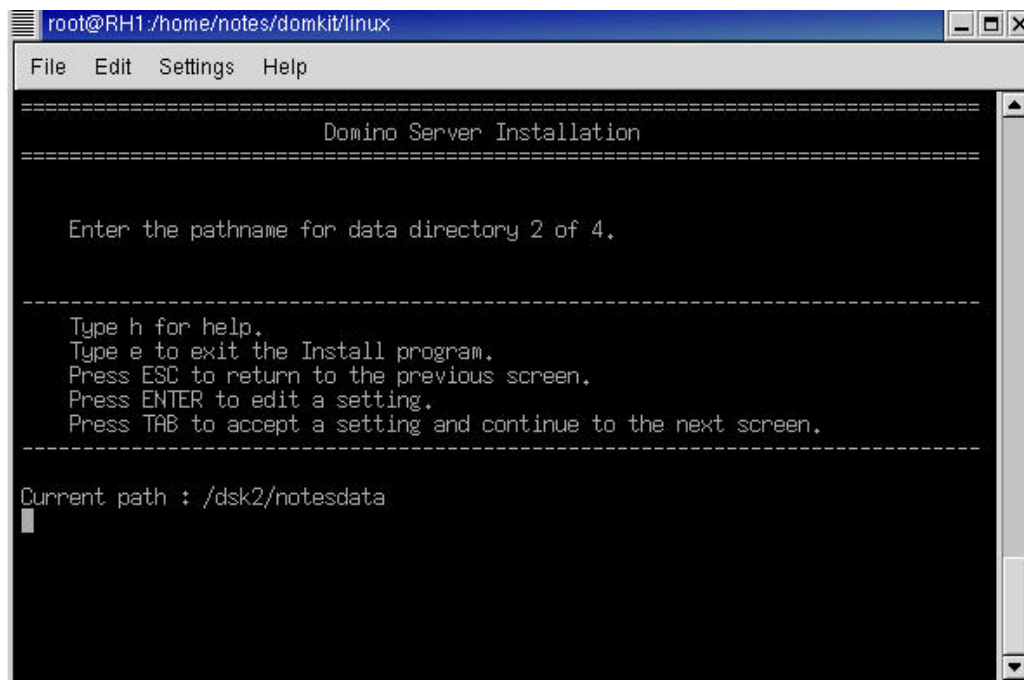 root@RH1:/home/notes/domkit/linux
File Edit Settings Help
================================================================================
Domino Server Installation
================================================================================
Enter the pathname for data directory 2 of 4.
--------------------------------------------------------------------------------
Type h for help.
Type e to exit the Install program.
Press ESC to return to the previous screen.
Press ENTER to edit a setting.
Press TAB to accept a setting and continue to the next screen.
--------------------------------------------------------------------------------
Current path : /dsk2/notesdata